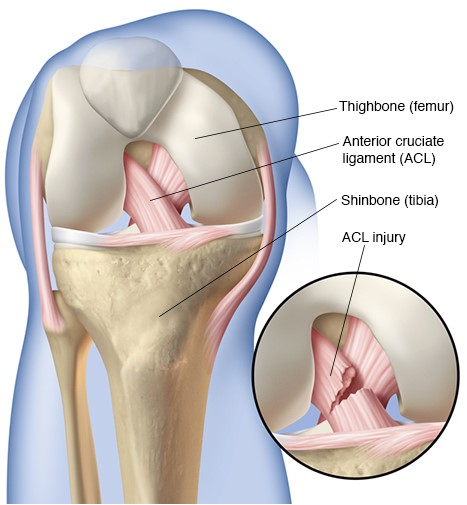 Thighbone (femur)
Anterior cruciate
ligament (ACL)
Shinbone (tibia)
ACL injury